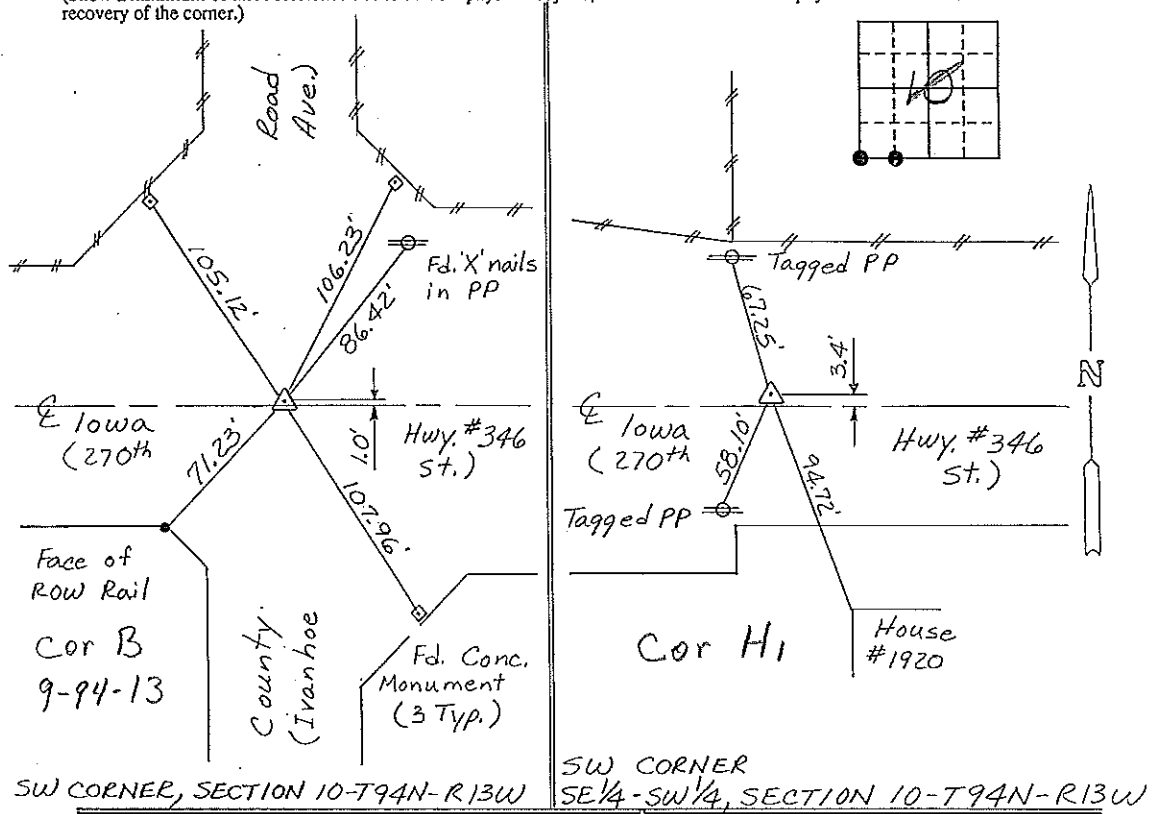 recovery of the corner.)
Road
Ave.)
105.12'
106.23'
86.42'
Fd. 'X' nails
in PP
℄ Iowa
(270th
Hwy. #346
St.)
1.0'
71.23'
107.96'
Face of
ROW Rail
Cor B
9-94-13
County
(Ivanhoe
Fd. Conc.
Monument
(3 Typ.)
SW CORNER, SECTION 10-T94N-R13W
10
Tagged PP
67.25'
3.4'
N
℄ Iowa
(270th
Hwy. #346
St.)
58.10'
94.72'
Tagged PP
Cor H1
House
#1920
SW CORNER
SE1/4-SW1/4, SECTION 10-T94N-R13W